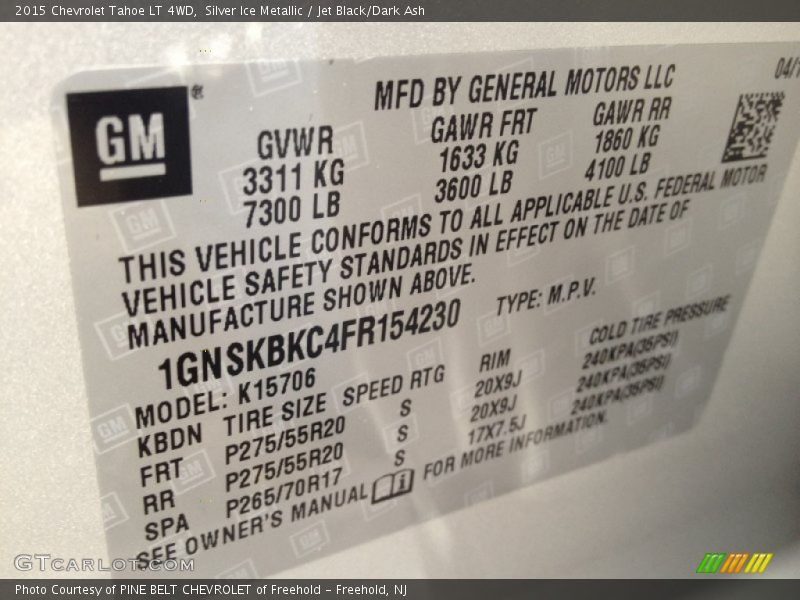 2015 Chevrolet Tahoe LT 4WD, Silver Ice Metallic / Jet Black/Dark Ash
GM®
MFD BY GENERAL MOTORS LLC
04/1
GVWR GAWR FRT GAWR RR
3311 KG 1633 KG 1860 KG
7300 LB 3600 LB 4100 LB
THIS VEHICLE CONFORMS TO ALL APPLICABLE U.S. FEDERAL MOTOR
VEHICLE SAFETY STANDARDS IN EFFECT ON THE DATE OF
MANUFACTURE SHOWN ABOVE.
1GNSKBKC4FR154230 TYPE: M.P.V.
MODEL: K15706
KBDN TIRE SIZE SPEED RTG RIM COLD TIRE PRESSURE
FRT P275/55R20 S 20X9J 240KPA(35PSI)
RR P275/55R20 S 20X9J 240KPA(35PSI)
SPA P265/70R17 S 17X7.5J 240KPA(35PSI)
SEE OWNER'S MANUAL FOR MORE INFORMATION.
GTcarlot.com
Photo Courtesy of PINE BELT CHEVROLET of Freehold - Freehold, NJ